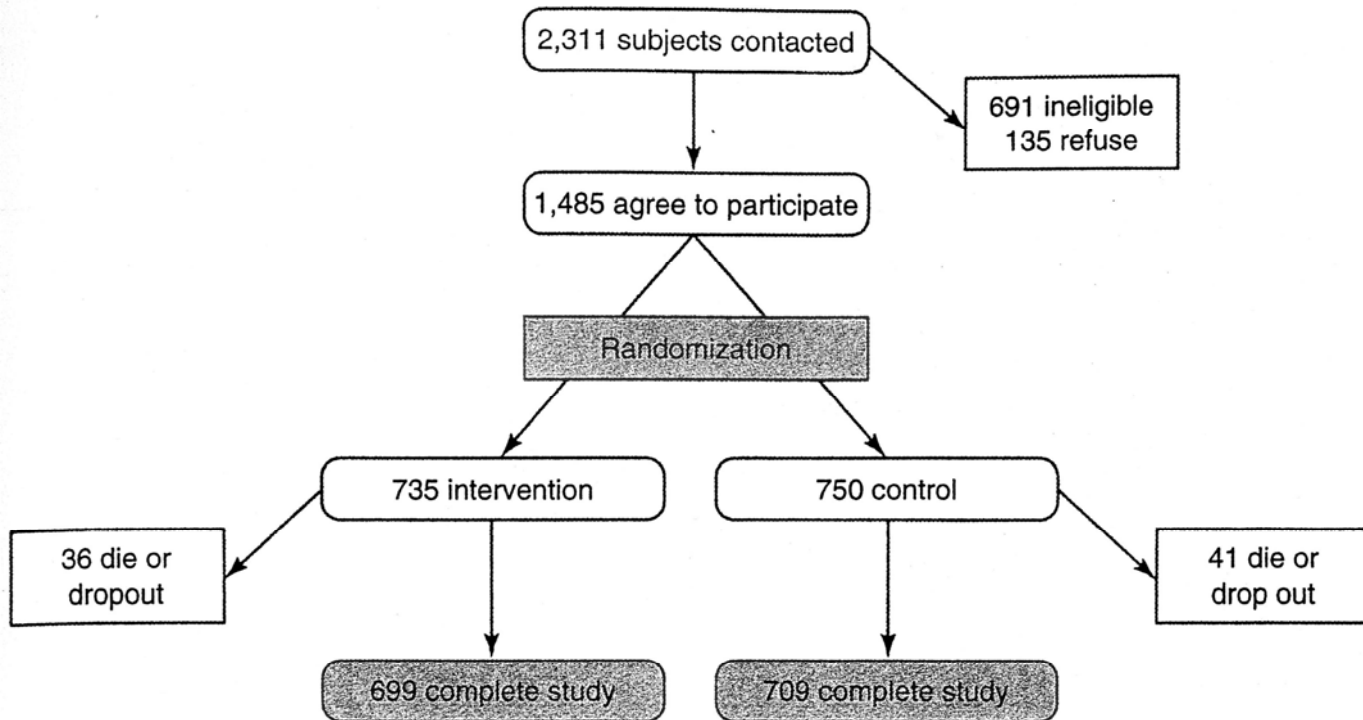 2,311 subjects contacted
691 ineligible
135 refuse
1,485 agree to participate
Randomization
735 intervention
750 control
36 die or
dropout
41 die or
drop out
699 complete study
709 complete study